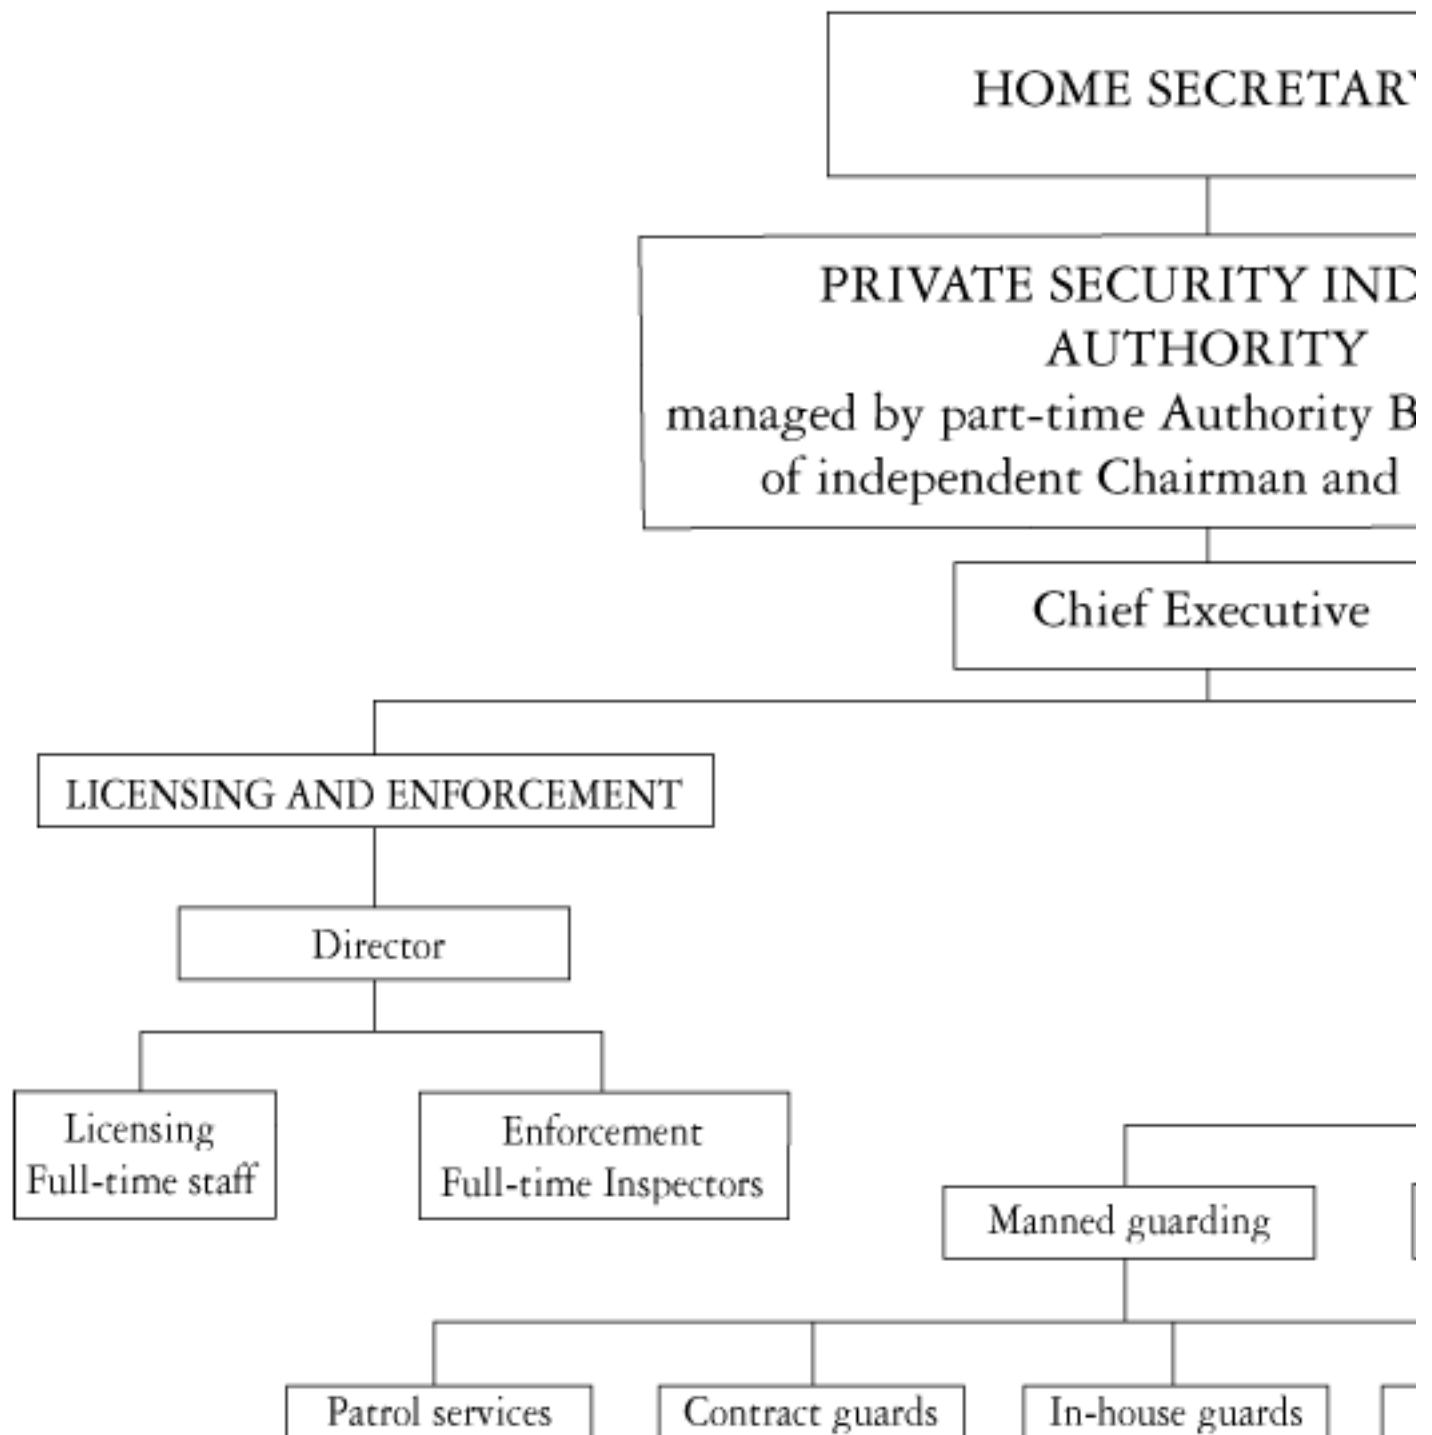 HOME SECRETARY
PRIVATE SECURITY IND
AUTHORITY
managed by part-time Authority B
of independent Chairman and
Chief Executive
LICENSING AND ENFORCEMENT
Director
Licensing
Full-time staff
Enforcement
Full-time Inspectors
Manned guarding
Patrol services
Contract guards
In-house guards